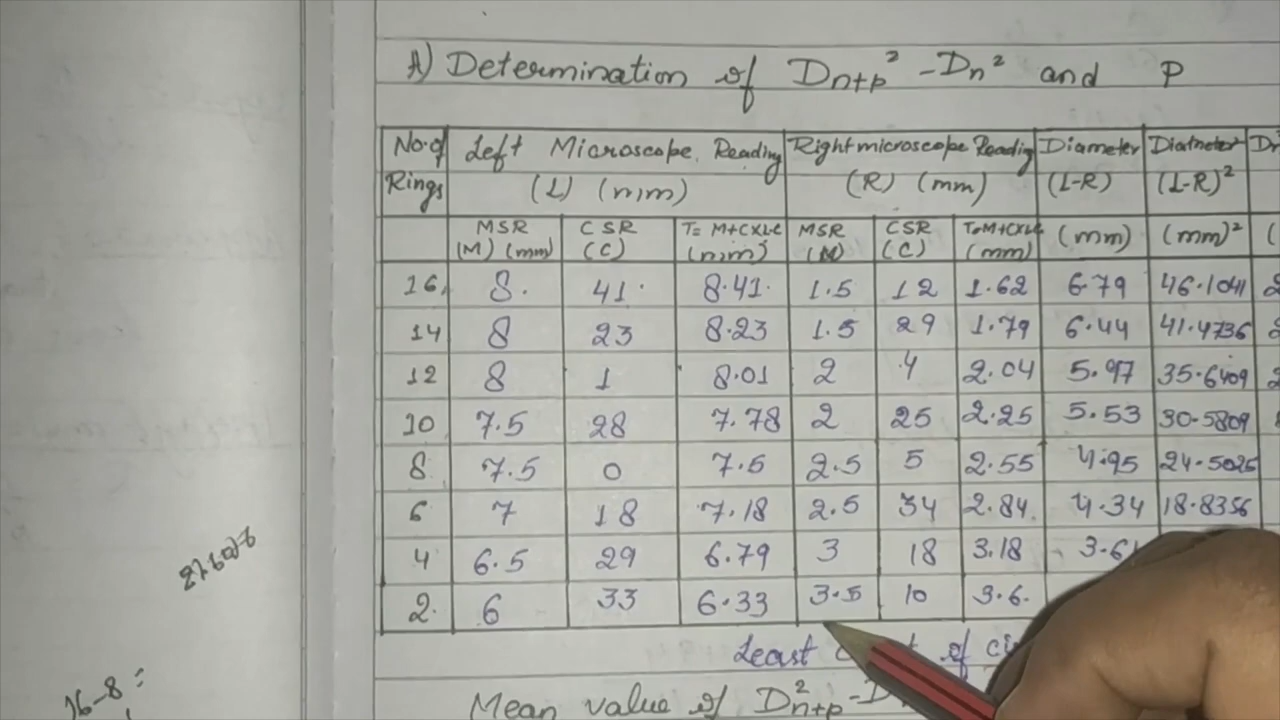 A) Determination of Dn+p² - Dn² and P
No. of Rings Left Microscope Reading (L) (mm) Right microscope Reading (R) (mm) Diameter (L-R) Diameter² (L-R)²
MSR (M) (mm) CSR (C) T= M+CXLC (mm) MSR (M) CSR (C) T=M+CXLC (mm) (mm) (mm)²
16 8. 41. 8.41. 1.5 12 1.62 6.79 46.1041
14 8 23 8.23 1.5 29 1.79 6.44 41.4736
12 8 1 8.01 2 4 2.04 5.97 35.6409
10 7.5 28 7.78 2 25 2.25 5.53 30.5809
8 7.5 0 7.5 2.5 5 2.55 4.95 24.5025
6 7 18 7.18 2.5 34 2.84 4.34 18.8356
4 6.5 29 6.79 3 18 3.18 3.61
2. 6 33 6.33 3.5 10 3.6.
Least of
Mean value of D²n+p - D
16-8 =